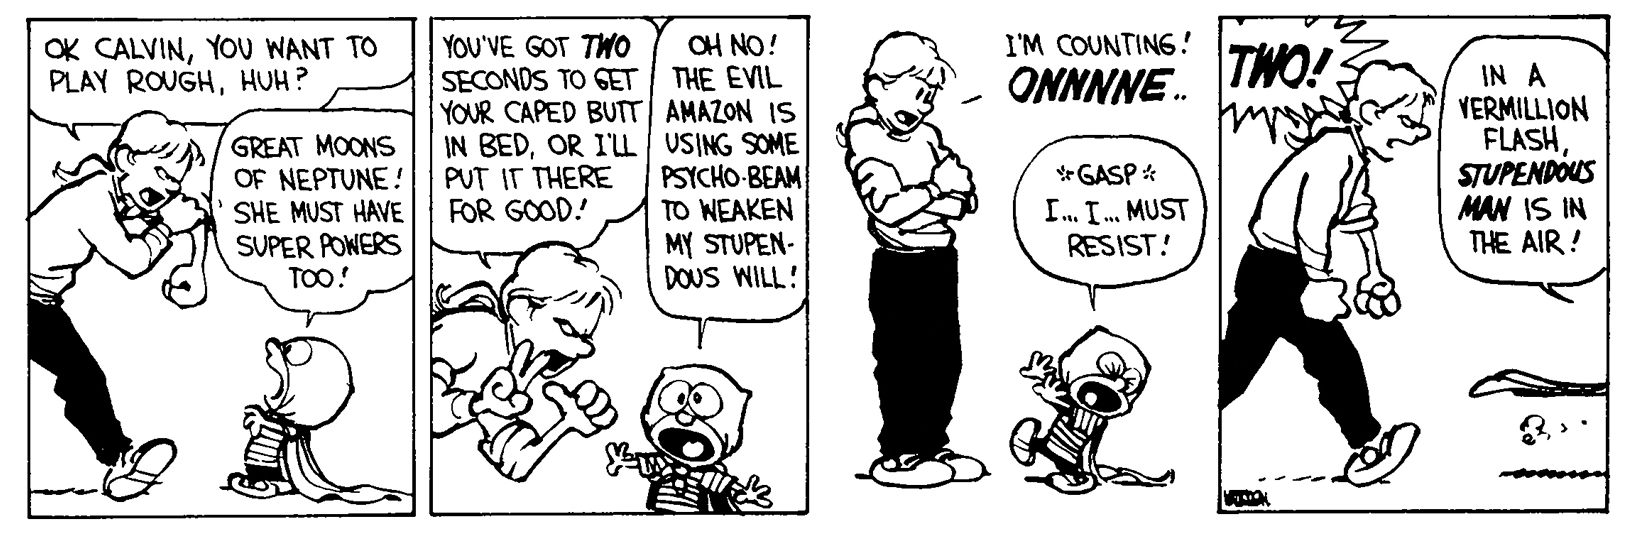 OK CALVIN, YOU WANT TO
PLAY ROUGH, HUH?
GREAT MOONS
OF NEPTUNE!
SHE MUST HAVE
SUPER POWERS
TOO!
YOU'VE GOT TWO
SECONDS TO GET
YOUR CAPED BUTT
IN BED, OR I'LL
PUT IT THERE
FOR GOOD!
OH NO!
THE EVIL
AMAZON IS
USING SOME
PSYCHO-BEAM
TO WEAKEN
MY STUPEN-
DOUS WILL!
I'M COUNTING!
ONNNNNE..
*GASP*
I... I... MUST
RESIST!
TWO!
IN A
VERMILLION
FLASH,
STUPENDOUS
MAN IS IN
THE AIR!